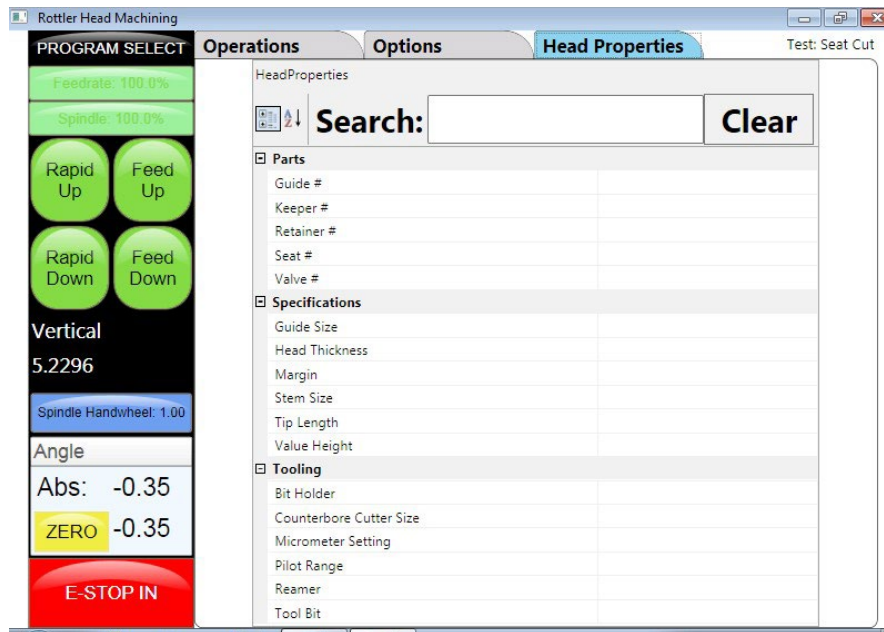 Rottler Head Machining
PROGRAM SELECT
Operations
Options
Head Properties
Test: Seat Cut
Feedrate: 100.0%
Spindle: 100.0%
Rapid Up
Feed Up
Rapid Down
Feed Down
Vertical
5.2296
Spindle Handwheel: 1.00
Angle
Abs: -0.35
ZERO -0.35
E-STOP IN
HeadProperties
Search:
Clear
Parts
Guide #
Keeper #
Retainer #
Seat #
Valve #
Specifications
Guide Size
Head Thickness
Margin
Stem Size
Tip Length
Value Height
Tooling
Bit Holder
Counterbore Cutter Size
Micrometer Setting
Pilot Range
Reamer
Tool Bit